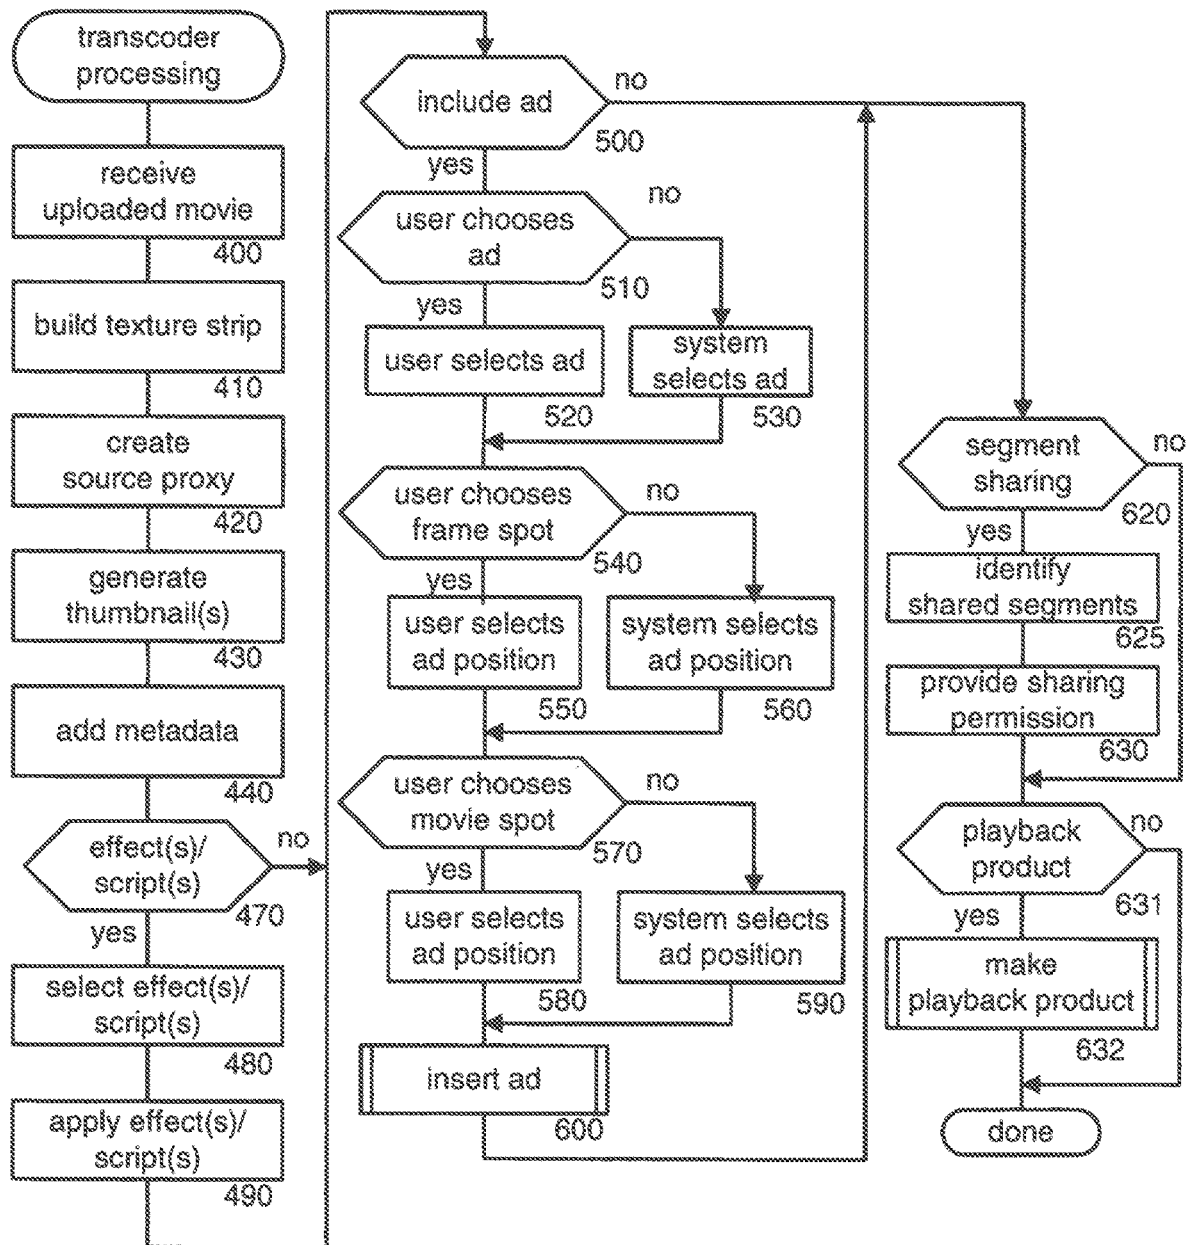 transcoder
processing
receive
uploaded movie
400
build texture strip
410
create
source proxy
420
generate
thumbnail(s)
430
add metadata
440
effect(s)/
script(s)
no
470
yes
select effect(s)/
script(s)
480
apply effect(s)/
script(s)
490
include ad
no
500
yes
user chooses
ad
no
510
yes
user selects ad
520
system
selects ad
530
user chooses
frame spot
no
540
yes
user selects
ad position
550
system selects
ad position
560
user chooses
movie spot
no
570
yes
user selects
ad position
580
system selects
ad position
590
insert ad
600
segment
sharing
no
620
yes
identify
shared segments
625
provide sharing
permission
630
playback
product
no
631
yes
make
playback product
632
done